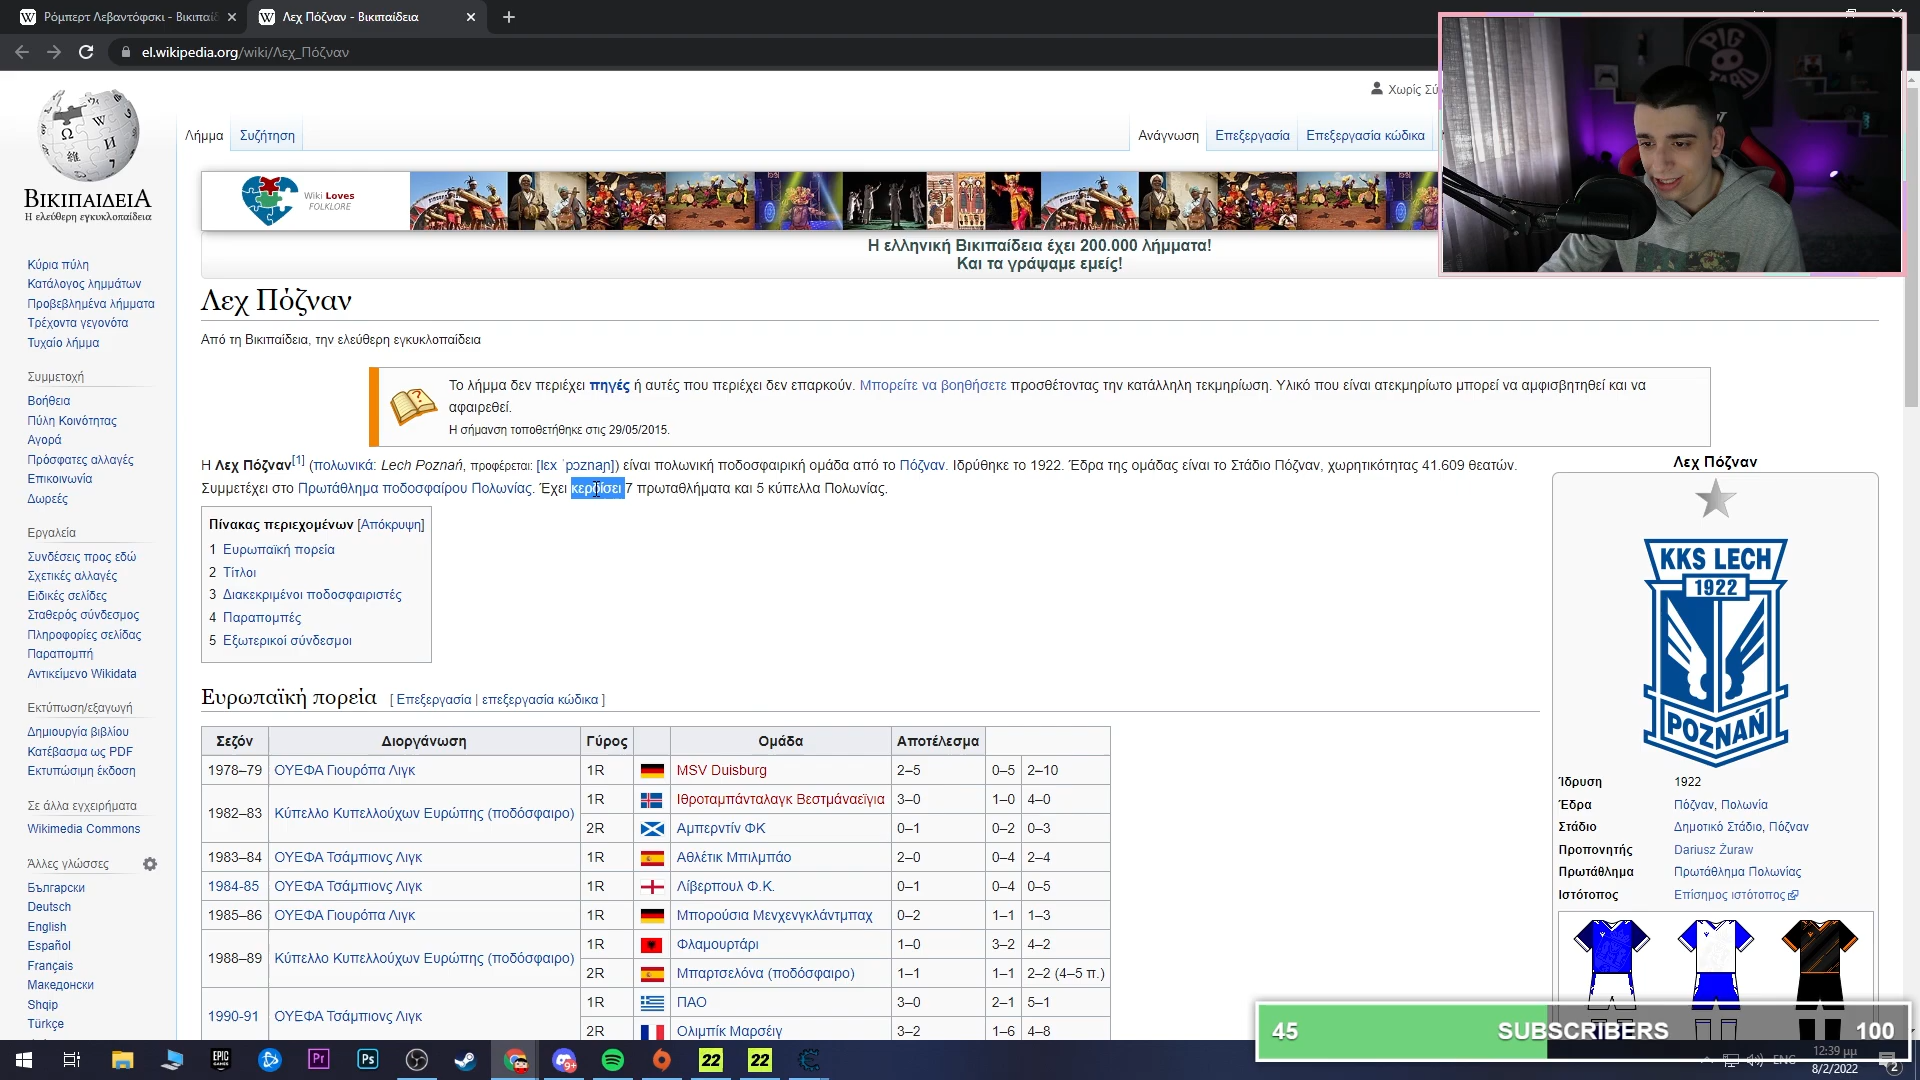 Ρόμπερτ Λεβαντόφσκι - Βικιπαίδ
Λεχ Πόζναν - Βικιπαίδεια
el.wikipedia.org/wiki/Λεχ_Πόζναν
Χωρίς Σύ
Λήμμα
Συζήτηση
Ανάγνωση
Επεξεργασία
Επεξεργασία κώδικα
ΒΙΚΙΠΑΙΔΕΙΑ
Η ελεύθερη εγκυκλοπαίδεια
Wiki Loves
FOLKLORE
Η ελληνική Βικιπαίδεια έχει 200.000 λήμματα!
Και τα γράψαμε εμείς!
Κύρια πύλη
Κατάλογος λημμάτων
Προβεβλημένα λήμματα
Τρέχοντα γεγονότα
Τυχαίο λήμμα
Συμμετοχή
Βοήθεια
Πύλη Κοινότητας
Αγορά
Πρόσφατες αλλαγές
Επικοινωνία
Δωρεές
Εργαλεία
Συνδέσεις προς εδώ
Σχετικές αλλαγές
Ειδικές σελίδες
Σταθερός σύνδεσμος
Πληροφορίες σελίδας
Παραπομπή
Αντικείμενο Wikidata
Εκτύπωση/εξαγωγή
Δημιουργία βιβλίου
Κατέβασμα ως PDF
Εκτυπώσιμη έκδοση
Σε άλλα εγχειρήματα
Wikimedia Commons
Άλλες γλώσσες
Български
Deutsch
English
Español
Français
Македонски
Shqip
Türkçe
Λεχ Πόζναν
Από τη Βικιπαίδεια, την ελεύθερη εγκυκλοπαίδεια
Το λήμμα δεν περιέχει πηγές ή αυτές που περιέχει δεν επαρκούν. Μπορείτε να βοηθήσετε προσθέτοντας την κατάλληλη τεκμηρίωση. Υλικό που είναι ατεκμηρίωτο μπορεί να αμφισβητηθεί και να
αφαιρεθεί.
Η σήμανση τοποθετήθηκε στις 29/05/2015.
Η Λεχ Πόζναν[1] (πολωνικά: Lech Poznań, προφέρεται: [lɛx ˈpɔznaɲ]) είναι πολωνική ποδοσφαιρική ομάδα από το Πόζναν. Ιδρύθηκε το 1922. Έδρα της ομάδας είναι το Στάδιο Πόζναν, χωρητικότητας 41.609 θεατών.
Συμμετέχει στο Πρωτάθλημα ποδοσφαίρου Πολωνίας. Έχει κερδίσει 7 πρωταθλήματα και 5 κύπελλα Πολωνίας.
Πίνακας περιεχομένων [Απόκρυψη]
1 Ευρωπαϊκή πορεία
2 Τίτλοι
3 Διακεκριμένοι ποδοσφαιριστές
4 Παραπομπές
5 Εξωτερικοί σύνδεσμοι
Ευρωπαϊκή πορεία [ Επεξεργασία | επεξεργασία κώδικα ]
Σεζόν Διοργάνωση Γύρος Ομάδα Αποτέλεσμα
1978–79 ΟΥΕΦΑ Γιουρόπα Λιγκ 1R MSV Duisburg 2–5 0–5 2–10
1982–83 Κύπελλο Κυπελλούχων Ευρώπης (ποδόσφαιρο) 1R Ιθροταμπάνταλαγκ Βεστμάναεϊγια 3–0 1–0 4–0
2R Αμπερντίν ΦΚ 0–1 0–2 0–3
1983–84 ΟΥΕΦΑ Τσάμπιονς Λιγκ 1R Αθλέτικ Μπιλμπάο 2–0 0–4 2–4
1984-85 ΟΥΕΦΑ Τσάμπιονς Λιγκ 1R Λίβερπουλ Φ.Κ. 0–1 0–4 0–5
1985–86 ΟΥΕΦΑ Γιουρόπα Λιγκ 1R Μπορούσια Μενχενγκλάντμπαχ 0–2 1–1 1–3
1988–89 Κύπελλο Κυπελλούχων Ευρώπης (ποδόσφαιρο) 1R Φλαμουρτάρι 1–0 3–2 4–2
2R Μπαρτσελόνα (ποδόσφαιρο) 1–1 1–1 2–2 (4–5 π.)
1990-91 ΟΥΕΦΑ Τσάμπιονς Λιγκ 1R ΠΑΟ 3–0 2–1 5–1
2R Ολιμπίκ Μαρσέιγ 3–2 1–6 4–8
Λεχ Πόζναν
KKS LECH
1922
POZNAŃ
Ίδρυση 1922
Έδρα Πόζναν, Πολωνία
Στάδιο Δημοτικό Στάδιο, Πόζναν
Προπονητής Dariusz Żuraw
Πρωτάθλημα Πρωτάθλημα Πολωνίας
Ιστότοπος Επίσημος ιστότοπος
PIG
TARD
45 SUBSCRIBERS 100
EPIC
GAMES
Pr
Ps
9+
22
22
ENG
12:39 μμ
8/2/2022
2